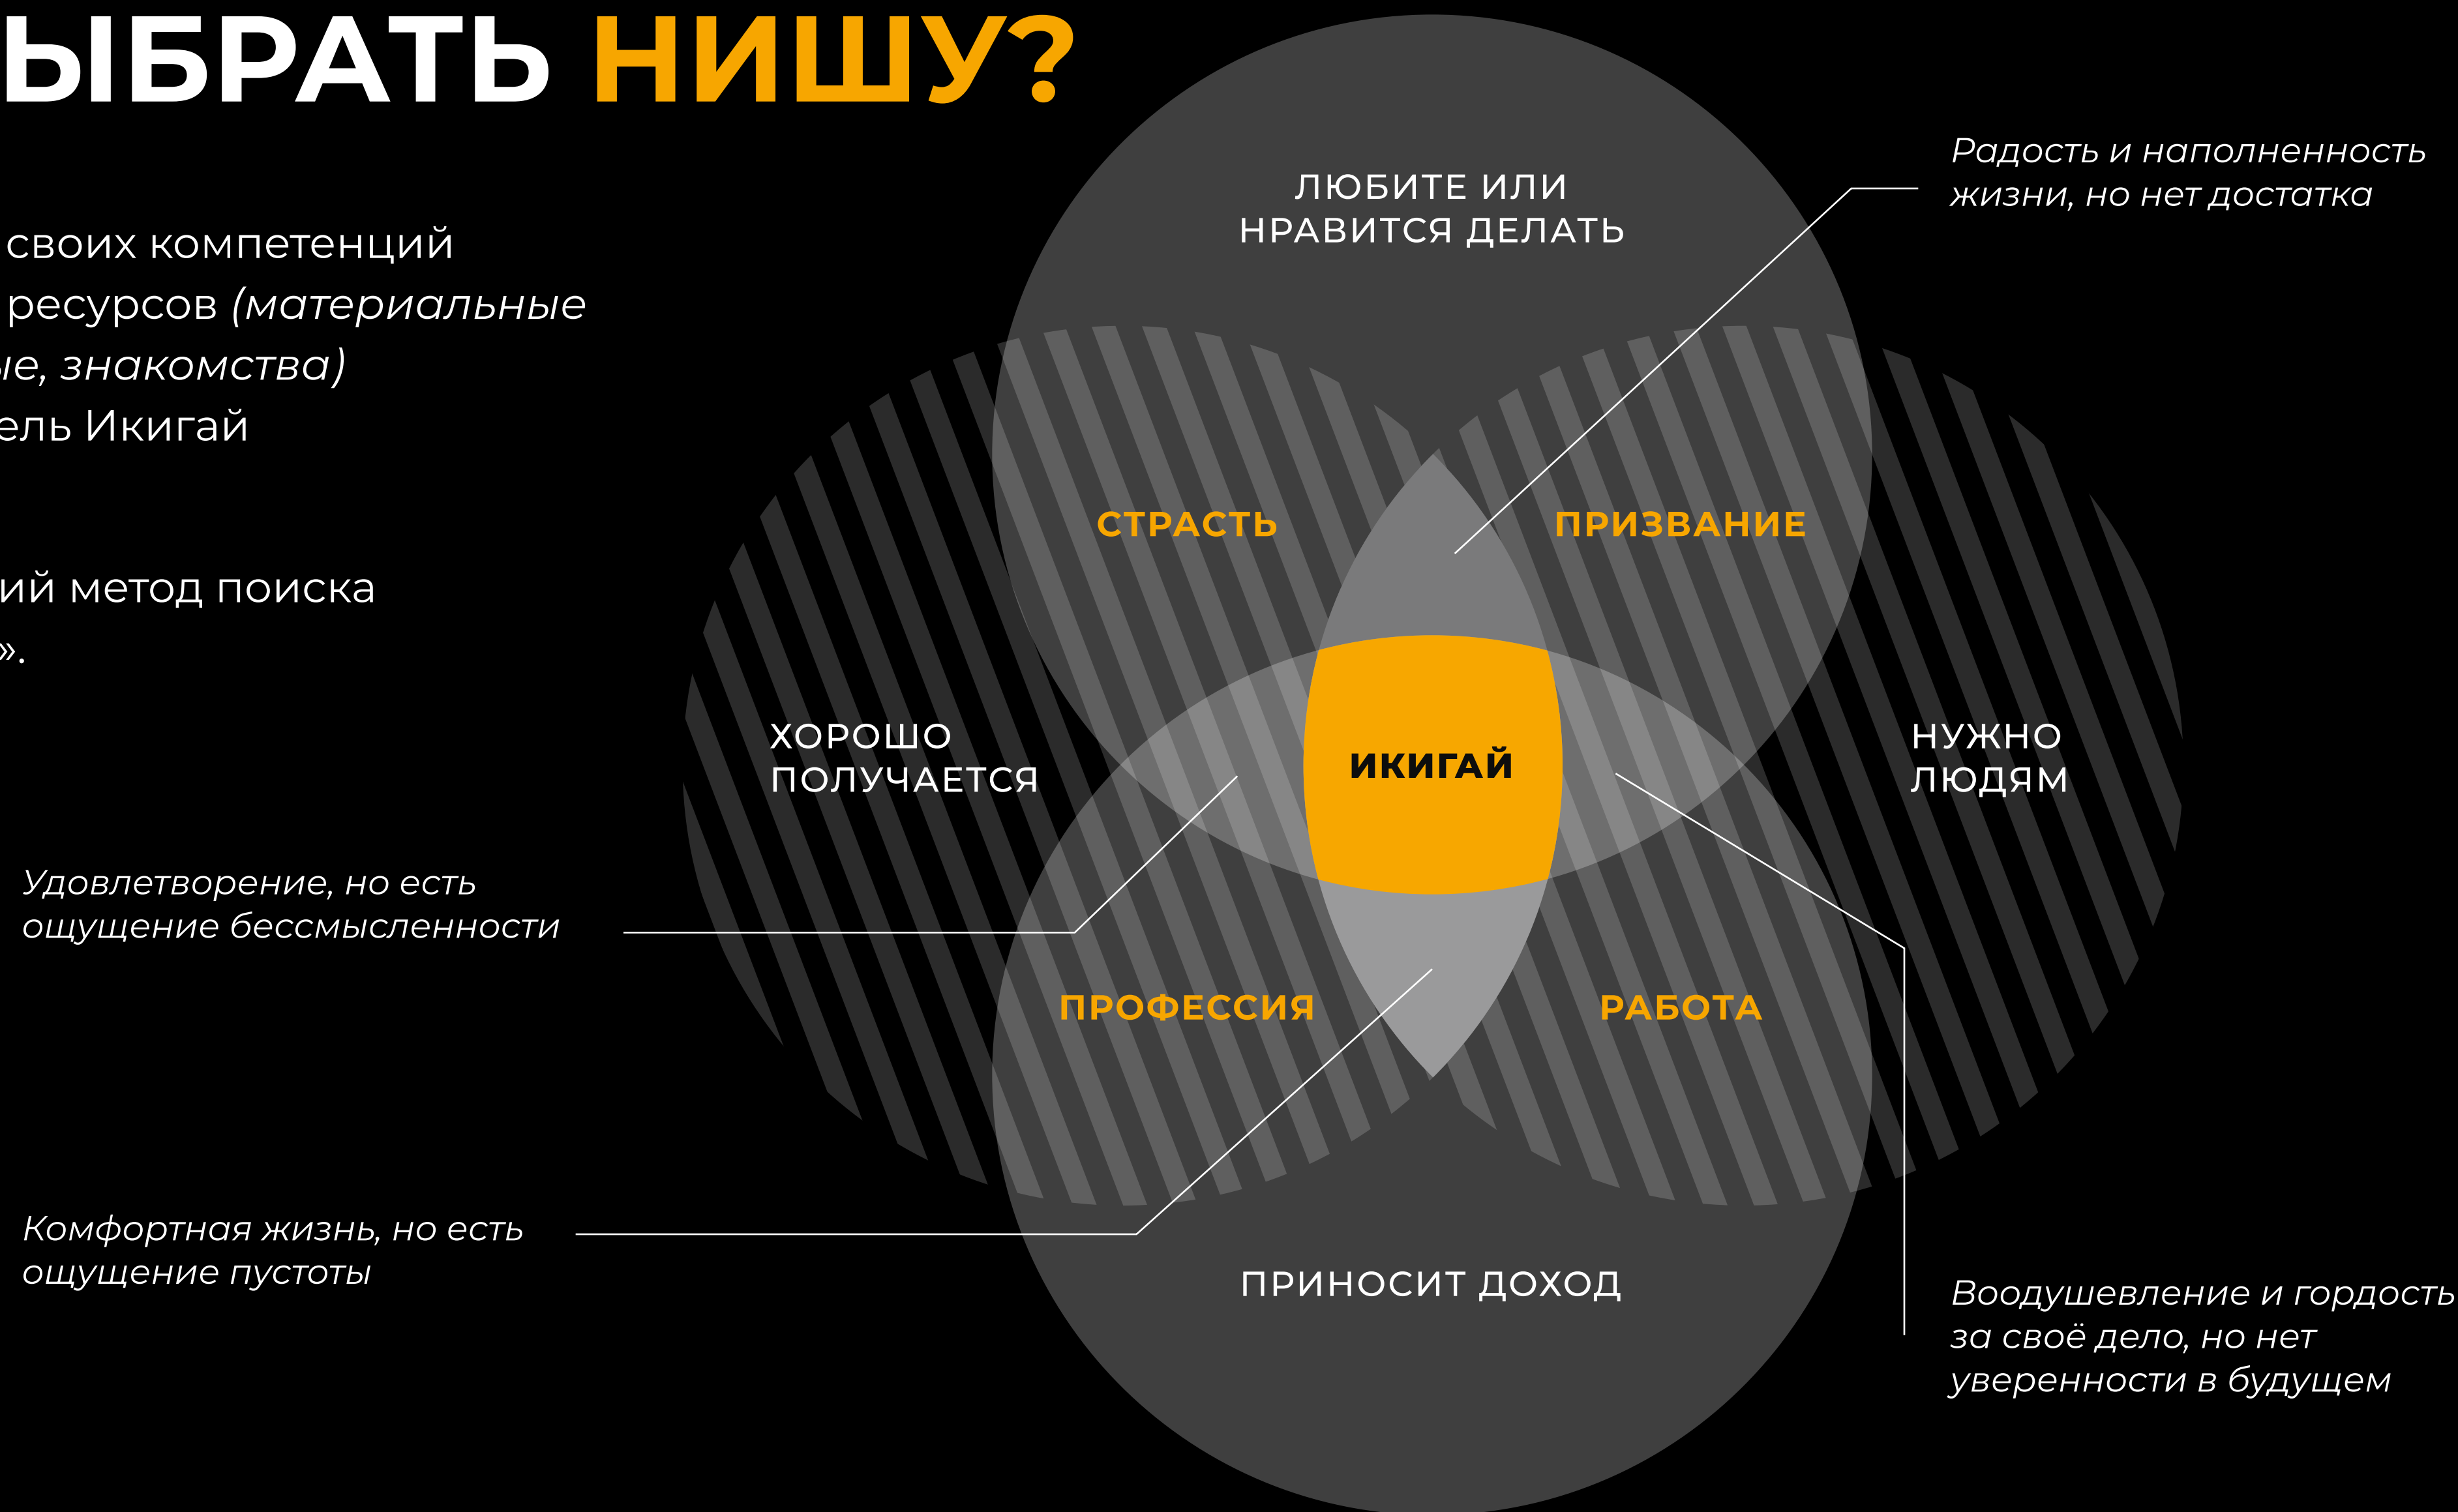 ЫБРАТЬ НИШУ?
своих компетенций
ресурсов (материальные
ые, знакомства)
ель Икигай
ий метод поиска
».
ЛЮБИТЕ ИЛИ
НРАВИТСЯ ДЕЛАТЬ
Радость и наполненность
жизни, но нет достатка
СТРАСТЬ
ПРИЗВАНИЕ
ХОРОШО
ПОЛУЧАЕТСЯ
ИКИГАЙ
НУЖНО
ЛЮДЯМ
Удовлетворение, но есть
ощущение бессмысленности
ПРОФЕССИЯ
РАБОТА
Комфортная жизнь, но есть
ощущение пустоты
ПРИНОСИТ ДОХОД
Воодушевление и гордость
за своё дело, но нет
уверенности в будущем